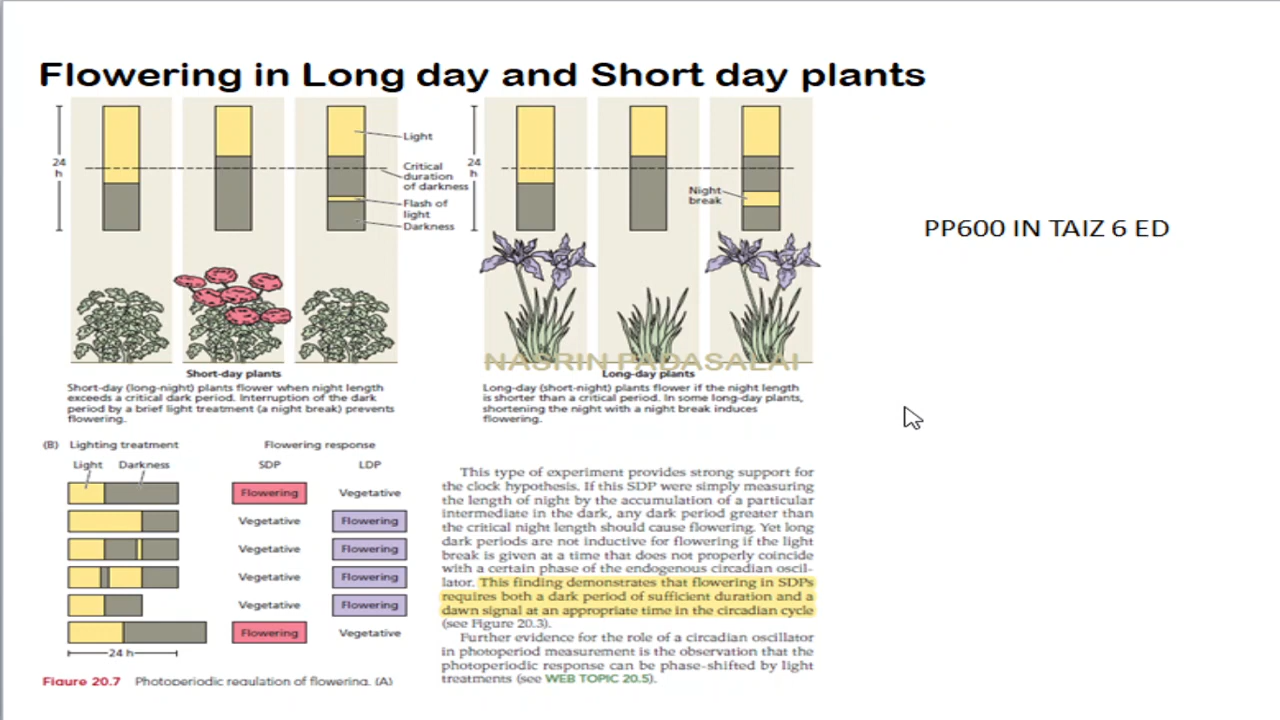 Flowering in Long day and Short day plants
24
h
Light
Critical
duration
of darkness
Flash of
light
Darkness
24
h
Night
break
PP600 IN TAIZ 6 ED
NASRIN PADASALAI
Short-day plants
Short-day (long-night) plants flower when night length
exceeds a critical dark period. Interruption of the dark
period by a brief light treatment (a night break) prevents
flowering.
Long-day plants
Long-day (short-night) plants flower if the night length
is shorter than a critical period. In some long-day plants,
shortening the night with a night break induces
flowering.
(B) Lighting treatment
Flowering response
Light Darkness
SDP LDP
Flowering Vegetative
Vegetative Flowering
Vegetative Flowering
Vegetative Flowering
Vegetative Flowering
Flowering Vegetative
24 h
Figure 20.7 Photoperiodic regulation of flowering. (A)
This type of experiment provides strong support for
the clock hypothesis. If this SDP were simply measuring
the length of night by the accumulation of a particular
intermediate in the dark, any dark period greater than
the critical night length should cause flowering. Yet long
dark periods are not inductive for flowering if the light
break is given at a time that does not properly coincide
with a certain phase of the endogenous circadian oscil-
lator. This finding demonstrates that flowering in SDPs
requires both a dark period of sufficient duration and a
dawn signal at an appropriate time in the circadian cycle
(see Figure 20.3).
Further evidence for the role of a circadian oscillator
in photoperiod measurement is the observation that the
photoperiodic response can be phase-shifted by light
treatments (see WEB TOPIC 20.5).